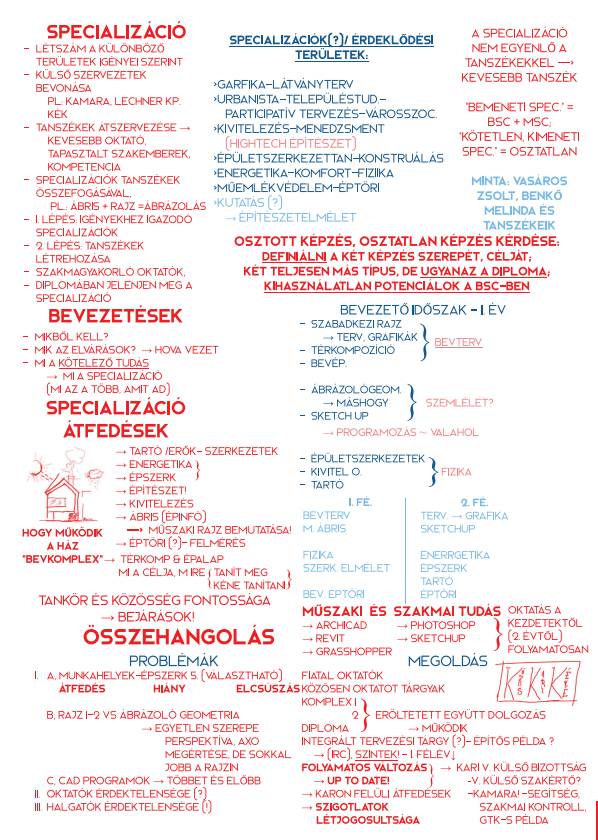 SPECIALIZÁCIÓ
- LÉTSZÁM A KÜLÖNBÖZŐ
TERÜLETEK IGÉNYEI SZERINT
- KÜLSŐ SZERVEZETEK
BEVONÁSA
PL. KAMARA, LECHNER KP.
KÉK
- TANSZÉKEK ÁTSZERVEZÉSE →
KEVESEBB OKTATÓ,
TAPASZTALT SZAKEMBEREK,
KOMPETENCIA
- SPECIALIZÁCIÓK TANSZÉKEK
ÖSSZEFOGÁSÁVAL,
PL.: ÁBRIS + RAJZ =ÁBRÁZOLÁS
- 1. LÉPÉS: IGÉNYEKHEZ IGAZODÓ
SPECIALIZÁCIÓK
- 2. LÉPÉS: TANSZÉKEK
LÉTREHOZÁSA
- SZAKMAGYAKORLÓ OKTATÓK,
- DIPLOMÁBAN JELENJEN MEG A
SPECIALIZÁCIÓ
SPECIALIZÁCIÓK(?)/ ÉRDEKLŐDÉSI
TERÜLETEK:
>GARFIKA-LÁTVÁNYTERV
>URBANISTA-TELEPÜLÉSTUD.-
PARTICIPATÍV TERVEZÉS-VÁROSSZOC.
>KIVITELEZÉS-MENEDZSMENT
(HIGHTECH ÉPÍTÉSZET)
>ÉPÜLETSZERKEZETTAN-KONSTRUÁLÁS
>ENERGETIKA-KOMFORT-FIZIIKA
>MŰEMLÉKVÉDELEM-ÉPTÖRI
>KUTATÁS (?)
→ ÉPÍTÉSZETELMÉLET
A SPECIALIZÁCIÓ
NEM EGYENLŐ A
TANSZÉKEKKEL →
KEVESEBB TANSZÉK
"BEMENETI SPEC." =
BSC + MSC;
"KÖTETLEN, KIMENETI
SPEC." = OSZTATLAN
MINTA: VASÁROS
ZSOLT, BENKŐ
MELINDA ÉS
TANSZÉKEIK
OSZTOTT KÉPZÉS, OSZTATLAN KÉPZÉS KÉRDÉSE:
DEFINIÁLNI A KÉT KÉPZÉS SZEREPÉT, CÉLJÁT;
KÉT TELJESEN MÁS TÍPUS, DE UGYANAZ A DIPLOMA;
KIHASZNÁLATLAN POTENCIÁLOK A BSC-BEN
BEVEZETÉSEK
- MIKBŐL KELL?
- MIK AZ ELVÁRÁSOK? → HOVA VEZET
- MI A KÖTELEZŐ TUDÁS
→ MI A SPECIALIZÁCIÓ
(MI AZ A TÖBB, AMIT AD)
BEVEZETŐ IDŐSZAK - I. ÉV
- SZABADKEZI RAJZ
→ TERV, GRAFIKÁK
- TÉRKOMPOZÍCIÓ
- BEVÉP.
BEVTERV
- ÁBRÁZOLÓGEOM.
→ MÁSHOGY
- SKETCH UP
SZEMLÉLET?
→ PROGRAMOZÁS ~ VALAHOL
- ÉPÜLETSZERKEZETEK
- KIVITEL O.
- TARTÓ
FIZIKA
SPECIALIZÁCIÓ
ÁTFEDÉSEK
→ TARTÓ /ERŐK- SZERKEZETEK
→ ENERGETIKA
→ ÉPSZERK
→ ÉPÍTÉSZET!
→ KIVITELEZÉS
→ ÁBRIS (ÉPINFÓ)
→ MŰSZAKI RAJZ BEMUTATÁSA!
→ ÉPTÖRI (?)- FELMÉRÉS
HOGY MŰKÖDIK
A HÁZ
"BEVKOMPLEX" → TÉRKOMP & ÉPALAP
MI A CÉLJA, MIRE (TANÍT MEG
KÉNE TANÍTANI)
TANKÖR ÉS KÖZÖSSÉG FONTOSSÁGA
→ BEJÁRÁSOK!
1. FÉ. 2. FÉ.
BEVTERV TERV. → GRAFIKA
M. ÁBRIS SKETCHUP
FIZIKA ENERRGETIKA
SZERK. ELMÉLET ÉPSZERK
TARTÓ
BEV. ÉPTÖRI ÉPTÖRI
MŰSZAKI ÉS SZAKMAI TUDÁS
→ ARCHICAD → PHOTOSHOP
→ REVIT → SKETCHUP
→ GRASSHOPPER
OKTATÁS A
KEZDETEKTŐL
(2. ÉVTŐL)
FOLYAMATOSAN
ÖSSZEHANGOLÁS
PROBLÉMÁK
I. A, MUNKAHELYEK-ÉPSZERK 5. (VÁLASZTHATÓ)
ÁTFEDÉS HIÁNY ELCSÚSZÁS
B, RAJZ 1-2 VS ÁBRÁZOLÓ GEOMETRIA
→ EGYETLEN SZEREPE
PERSPEKTÍVA, AXO
MEGÉRTÉSE, DE SOKKAL
JOBB A RAJZIN
C, CAD PROGRAMOK → TÖBBET ÉS ELŐBB
II. OKTATÓK ÉRDEKTELENSÉGE (?)
III. HALGATÓK ÉRDEKTELENSÉGE (!)
MEGOLDÁS
FIATAL OKTATÓK
KÖZÖSEN OKTATOTT TÁRGYAK
KOMPLEX 1
2 ERŐLTETETT EGYÜTT DOLGOZÁS
DIPLOMA → MŰKÖDIK
INTEGRÁLT TERVEZÉSI TÁRGY (- ÉPÍTŐS PÉLDA ?
→ (IRC), SZINTEK! - 1 FÉLÉV↓
FOLYAMATOS VÁLTOZÁS
→ UP TO DATE!
→ KARON FELÜLI ÁTFEDÉSEK
→ SZIGOTLATOK
LÉTJOGOSULTSÁGA
→ KARI V. KÜLSŐ BIZOTTSÁG
-V. KÜLSŐ SZAKÉRTŐ?
-KAMARA! -SEGÍTSÉG,
SZAKMAI KONTROLL,
GTK-S PÉLDA